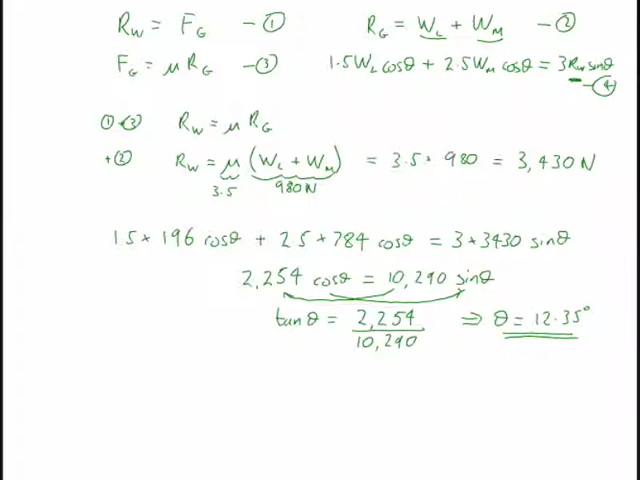 R_W = F_G — ① R_G = W_L + W_M — ②
F_G = μ R_G — ③ 1.5 W_L cosθ + 2.5 W_M cosθ = 3 R_W sinθ — ④
① + ③ R_W = μ R_G
+ ② R_W = μ (W_L + W_M) = 3.5 * 980 = 3,430 N
3.5 980 N
1.5 * 196 cosθ + 2.5 * 784 cosθ = 3 * 3430 sinθ
2,254 cosθ = 10,290 sinθ
tan θ = 2,254 / 10,290 ⇒ θ = 12.35°